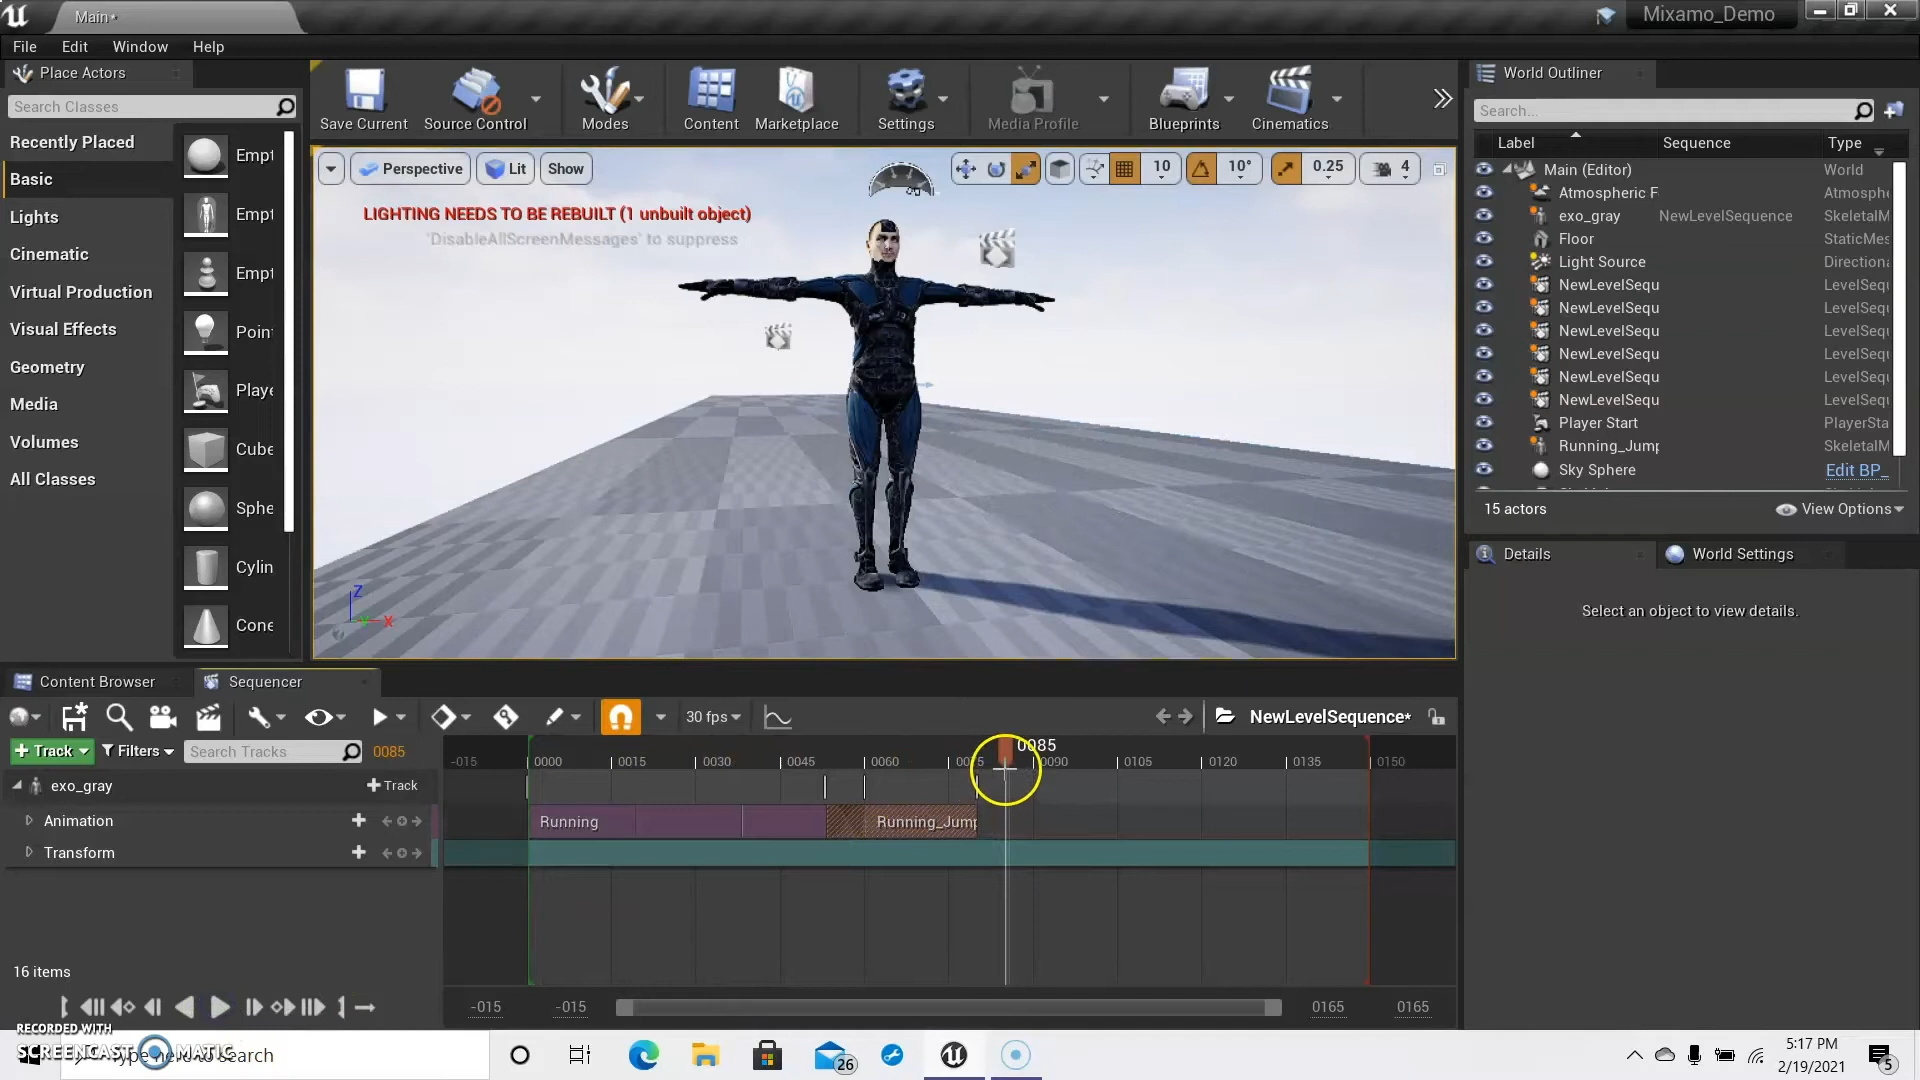 Main*
Mixamo_Demo
File Edit Window Help
Place Actors
Search Classes
Recently Placed
Basic
Lights
Cinematic
Virtual Production
Visual Effects
Geometry
Media
Volumes
All Classes
Empt
Empt
Empt
Poin
Playe
Cube
Sphe
Cylin
Cone
Save Current
Source Control
Modes
Content
Marketplace
Settings
Media Profile
Blueprints
Cinematics
Perspective
Lit
Show
10
10°
0.25
4
LIGHTING NEEDS TO BE REBUILT (1 unbuilt object)
'DisableAllScreenMessages' to suppress
Z
X
World Outliner
Search...
Label Sequence Type
Main (Editor) World
Atmospheric F Atmosphe
exo_gray NewLevelSequence SkeletalM
Floor StaticMes
Light Source Directiona
NewLevelSequ LevelSequ
NewLevelSequ LevelSequ
NewLevelSequ LevelSequ
NewLevelSequ LevelSequ
NewLevelSequ LevelSequ
NewLevelSequ LevelSequ
Player Start PlayerSta
Running_Jump SkeletalM
Sky Sphere Edit BP_
15 actors
View Options
Details
World Settings
Select an object to view details.
Content Browser
Sequencer
30 fps
NewLevelSequence*
+ Track
Filters
Search Tracks
0085
0085
-015 0000 0015 0030 0045 0060 0075 0090 0105 0120 0135 0150
exo_gray
+ Track
Animation
Running
Running_Jump
Transform
16 items
-015 -015 0165 0165
RECORDED WITH
SCREENCAST MATIC
Type here to search
26
5:17 PM
2/19/2021
5